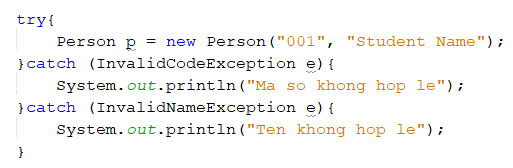 try{
    Person p = new Person("001", "Student Name");
}catch (InvalidCodeException e){
    System.out.println("Ma so khong hop le");
}catch (InvalidNameException e){
    System.out.println("Ten khong hop le");
}